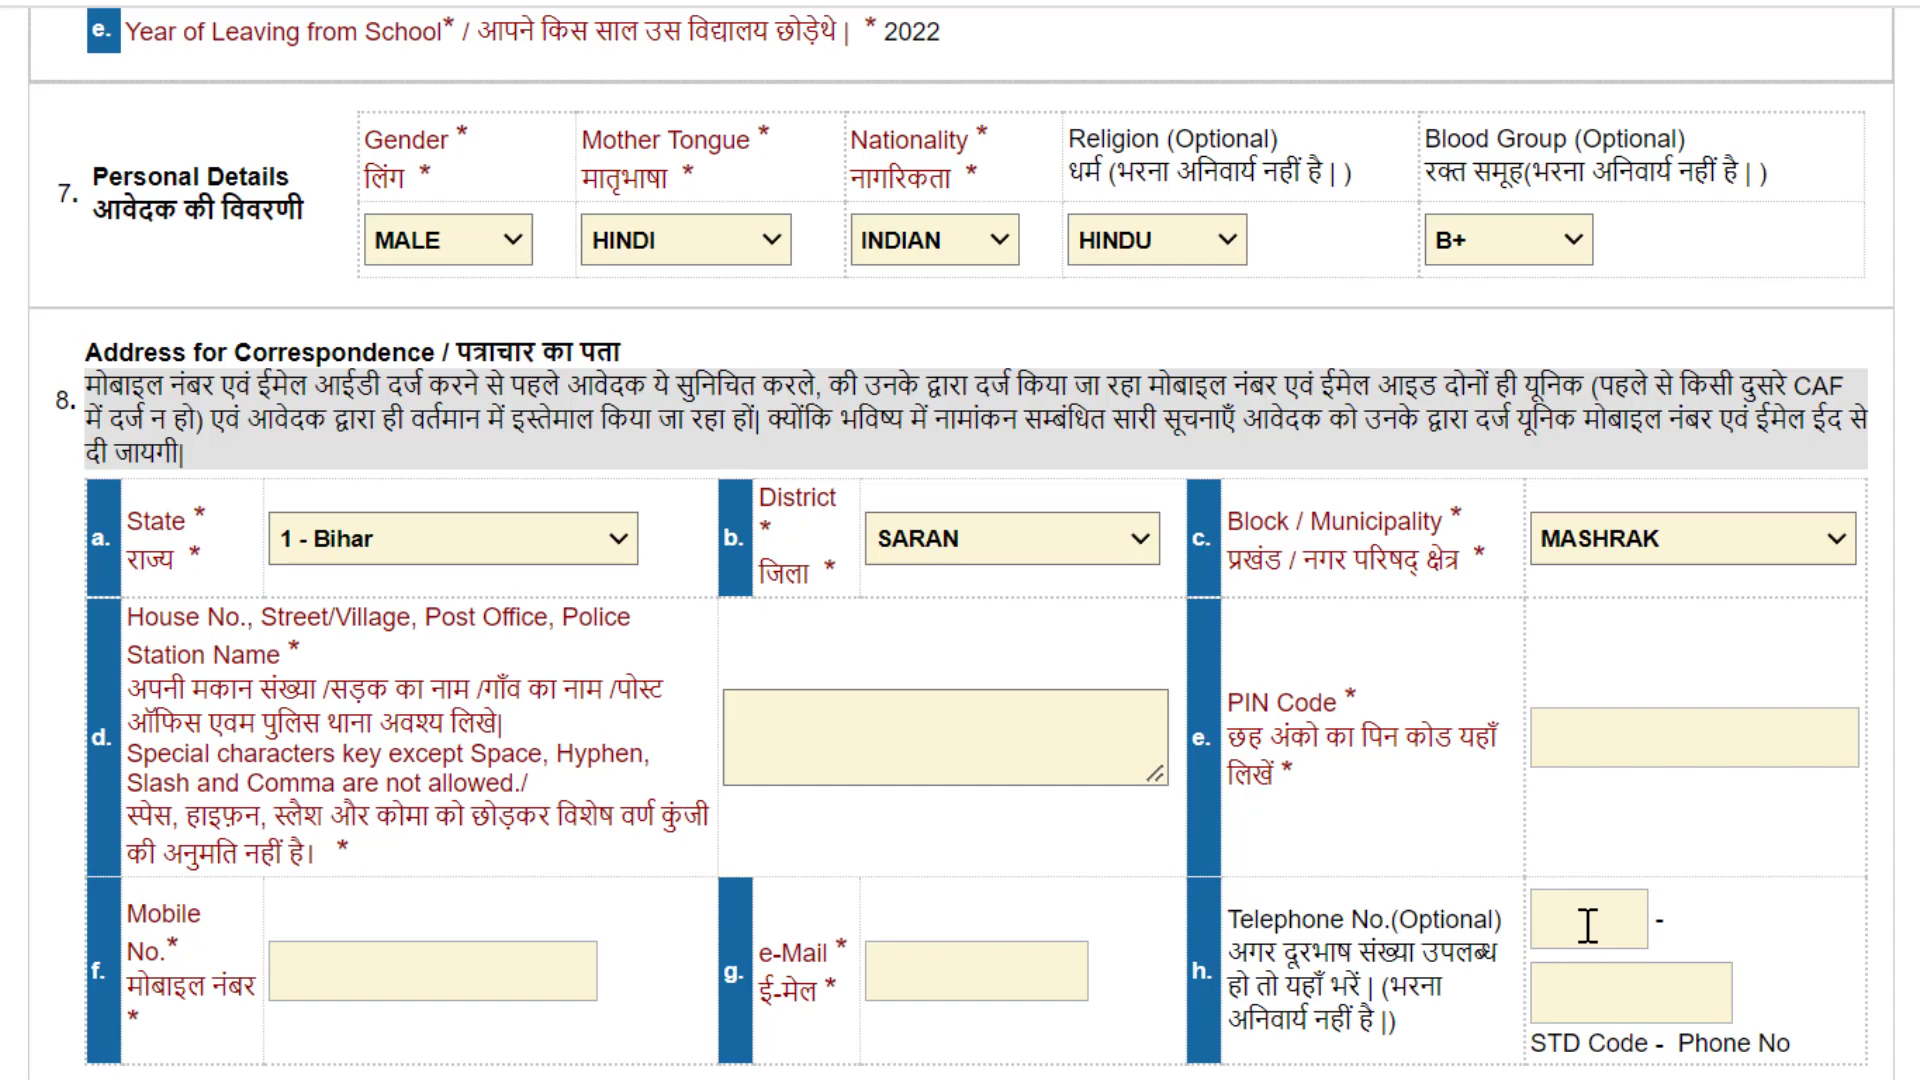 e. Year of Leaving from School* / आपने किस साल उस विद्यालय छोड़ेथे | * 2022
7. Personal Details
आवेदक की विवरणी
Gender *
लिंग *
Mother Tongue *
मातृभाषा *
Nationality *
नागरिकता *
Religion (Optional)
धर्म (भरना अनिवार्य नहीं है | )
Blood Group (Optional)
रक्त समूह(भरना अनिवार्य नहीं है | )
MALE
HINDI
INDIAN
HINDU
B+
Address for Correspondence / पत्राचार का पता
8. मोबाइल नंबर एवं ईमेल आईडी दर्ज करने से पहले आवेदक ये सुनिचित करले, की उनके द्वारा दर्ज किया जा रहा मोबाइल नंबर एवं ईमेल आइड दोनों ही यूनिक (पहले से किसी दुसरे CAF
में दर्ज न हो) एवं आवेदक द्वारा ही वर्तमान में इस्तेमाल किया जा रहा हों| क्योंकि भविष्य में नामांकन सम्बंधित सारी सूचनाएँ आवेदक को उनके द्वारा दर्ज यूनिक मोबाइल नंबर एवं ईमेल ईद से
दी जायगी|
a. State *
राज्य *
1 - Bihar
b. District
*
जिला *
SARAN
c. Block / Municipality *
प्रखंड / नगर परिषद् क्षेत्र *
MASHRAK
d. House No., Street/Village, Post Office, Police
Station Name *
अपनी मकान संख्या /सड़क का नाम /गाँव का नाम /पोस्ट
ऑफिस एवम पुलिस थाना अवश्य लिखे|
Special characters key except Space, Hyphen,
Slash and Comma are not allowed./
स्पेस, हाइफ़न, स्लैश और कोमा को छोड़कर विशेष वर्ण कुंजी
की अनुमति नहीं है। *
e. PIN Code *
छह अंको का पिन कोड यहाँ
लिखें *
f. Mobile
No.*
मोबाइल नंबर
*
g. e-Mail *
ई-मेल *
h. Telephone No.(Optional)
अगर दूरभाष संख्या उपलब्ध
हो तो यहाँ भरें | (भरना
अनिवार्य नहीं है |)
-
STD Code - Phone No